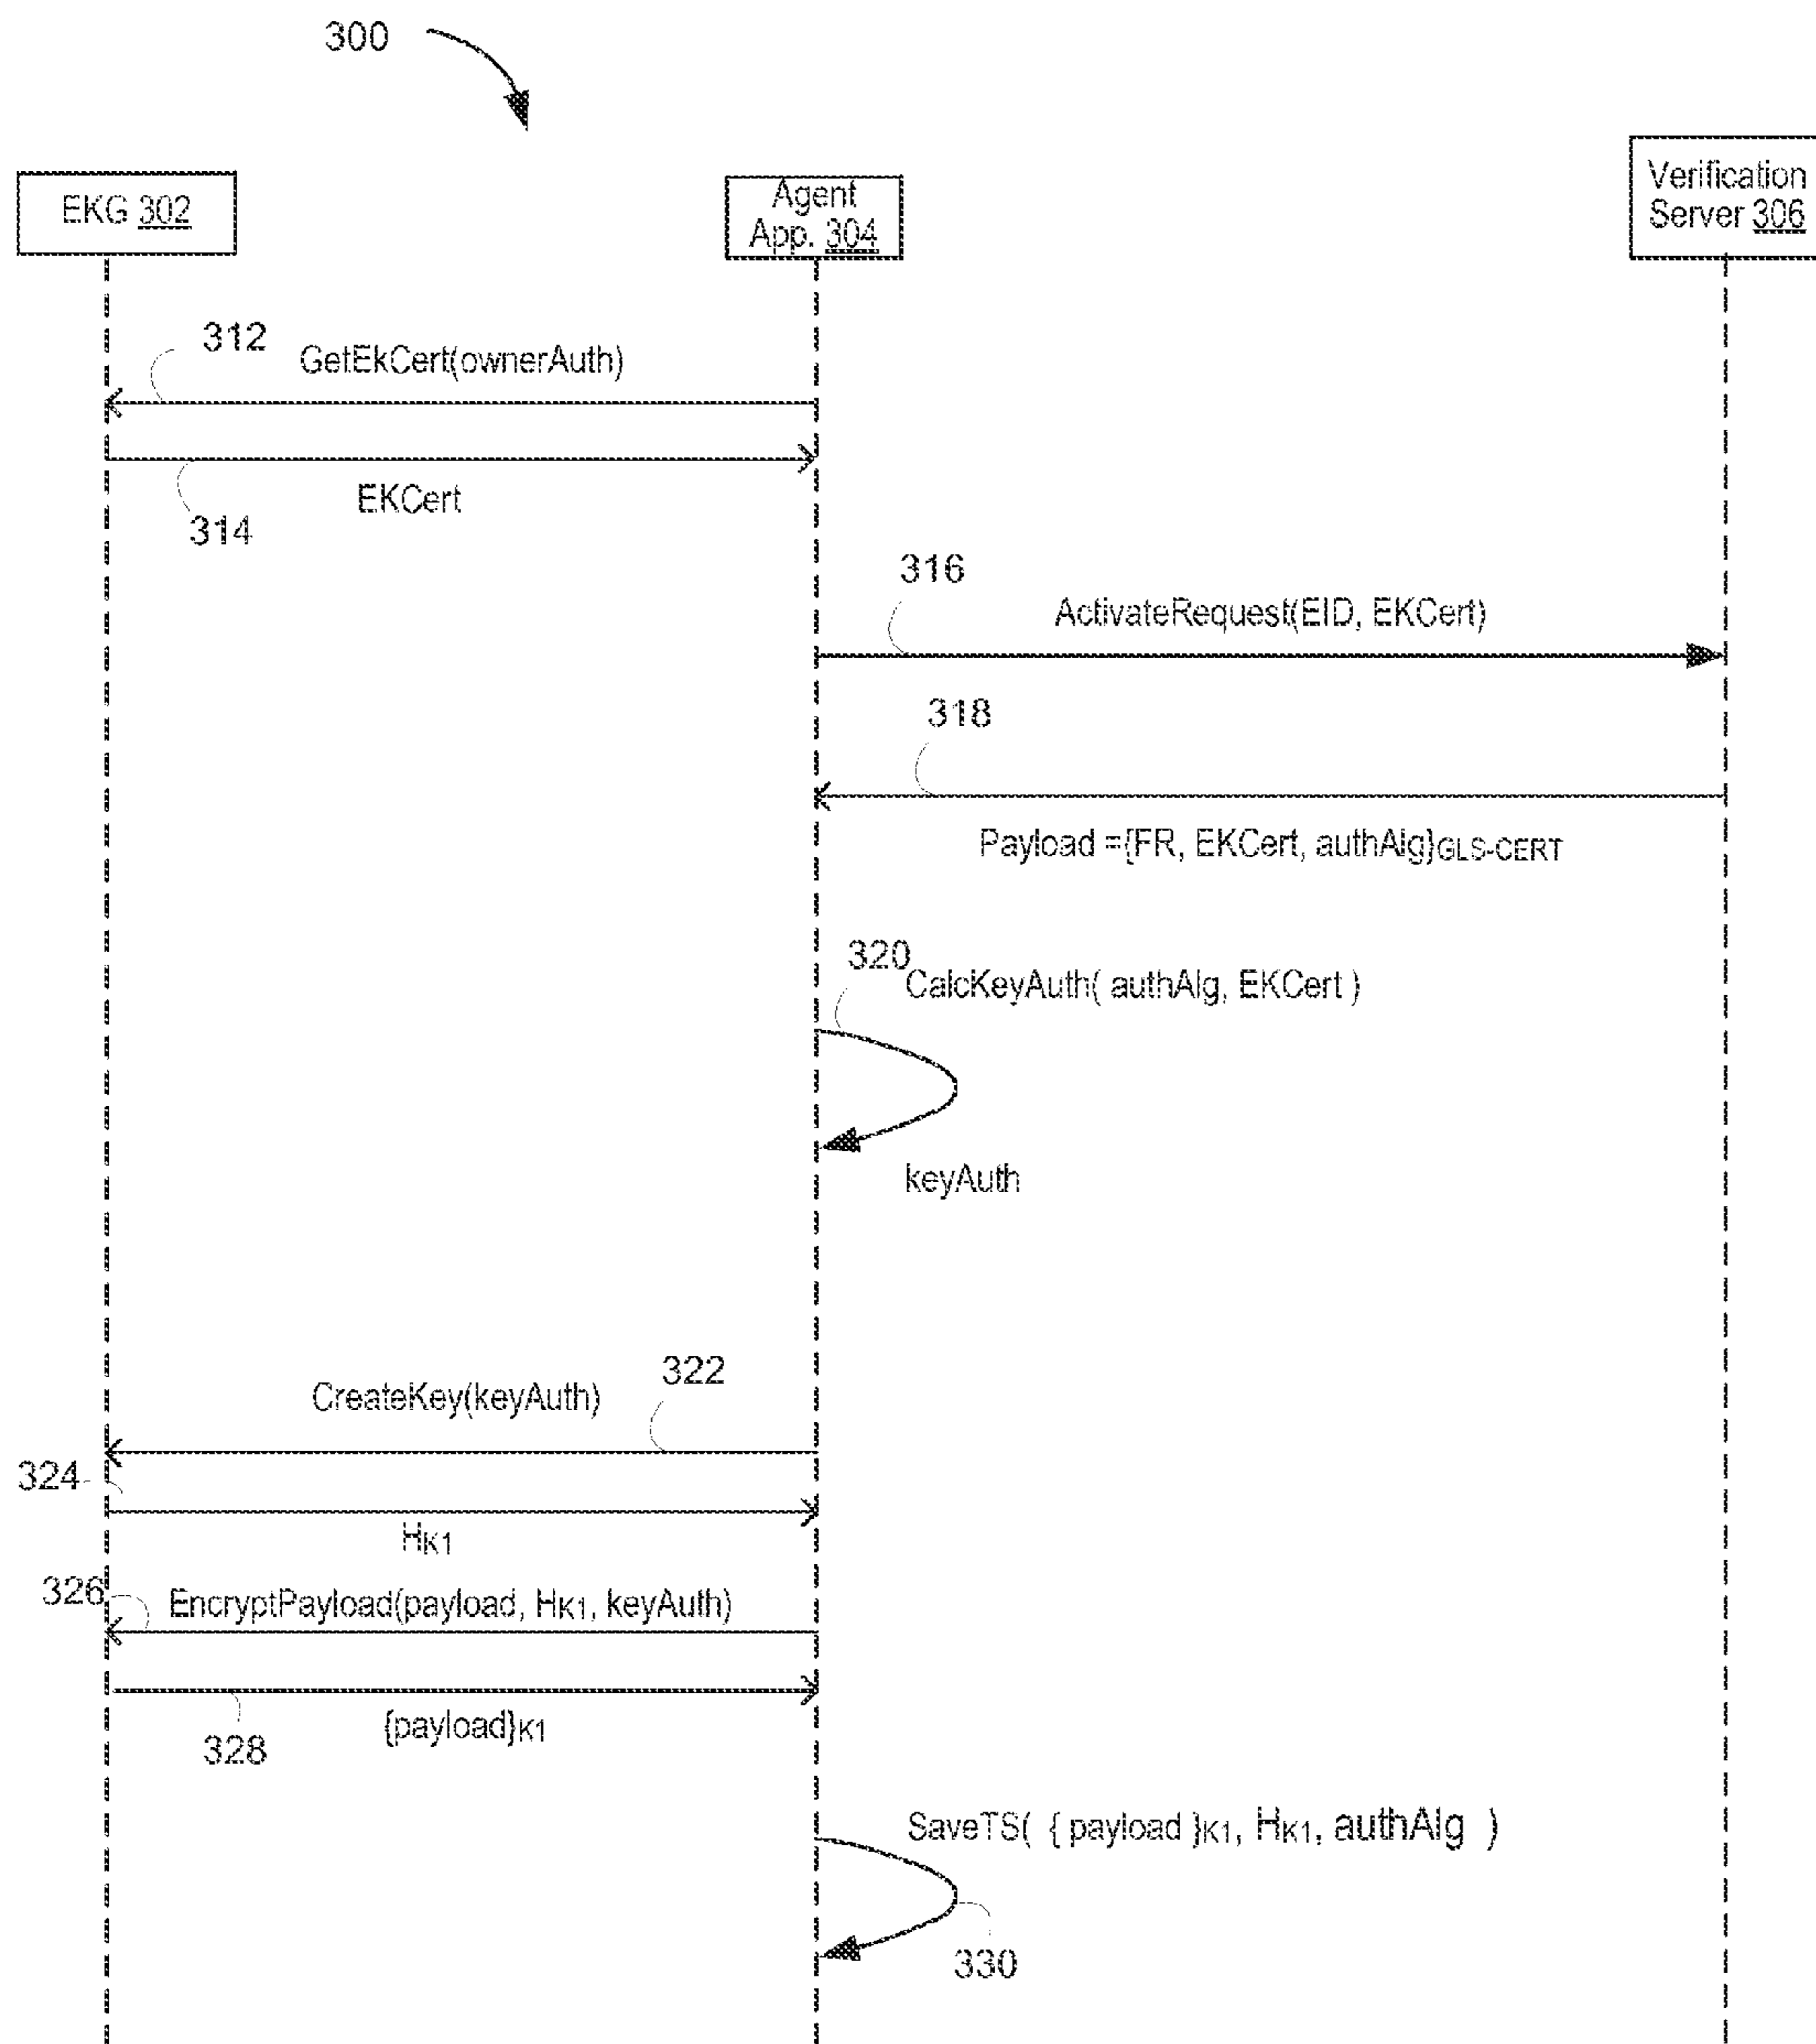 300
EKG 302
Agent
App. 304
Verification
Server 306
312
GetEkCert(ownerAuth)
EKCert
314
316
ActivateRequest(EID, EKCert)
318
Payload ={FR, EKCert, authAlg}GLS-CERT
320
CalcKeyAuth( authAlg, EKCert )
keyAuth
322
CreateKey(keyAuth)
324
HK1
326
EncryptPayload(payload, HK1, keyAuth)
{payload}K1
328
SaveTS( { payload }K1, HK1, authAlg )
330